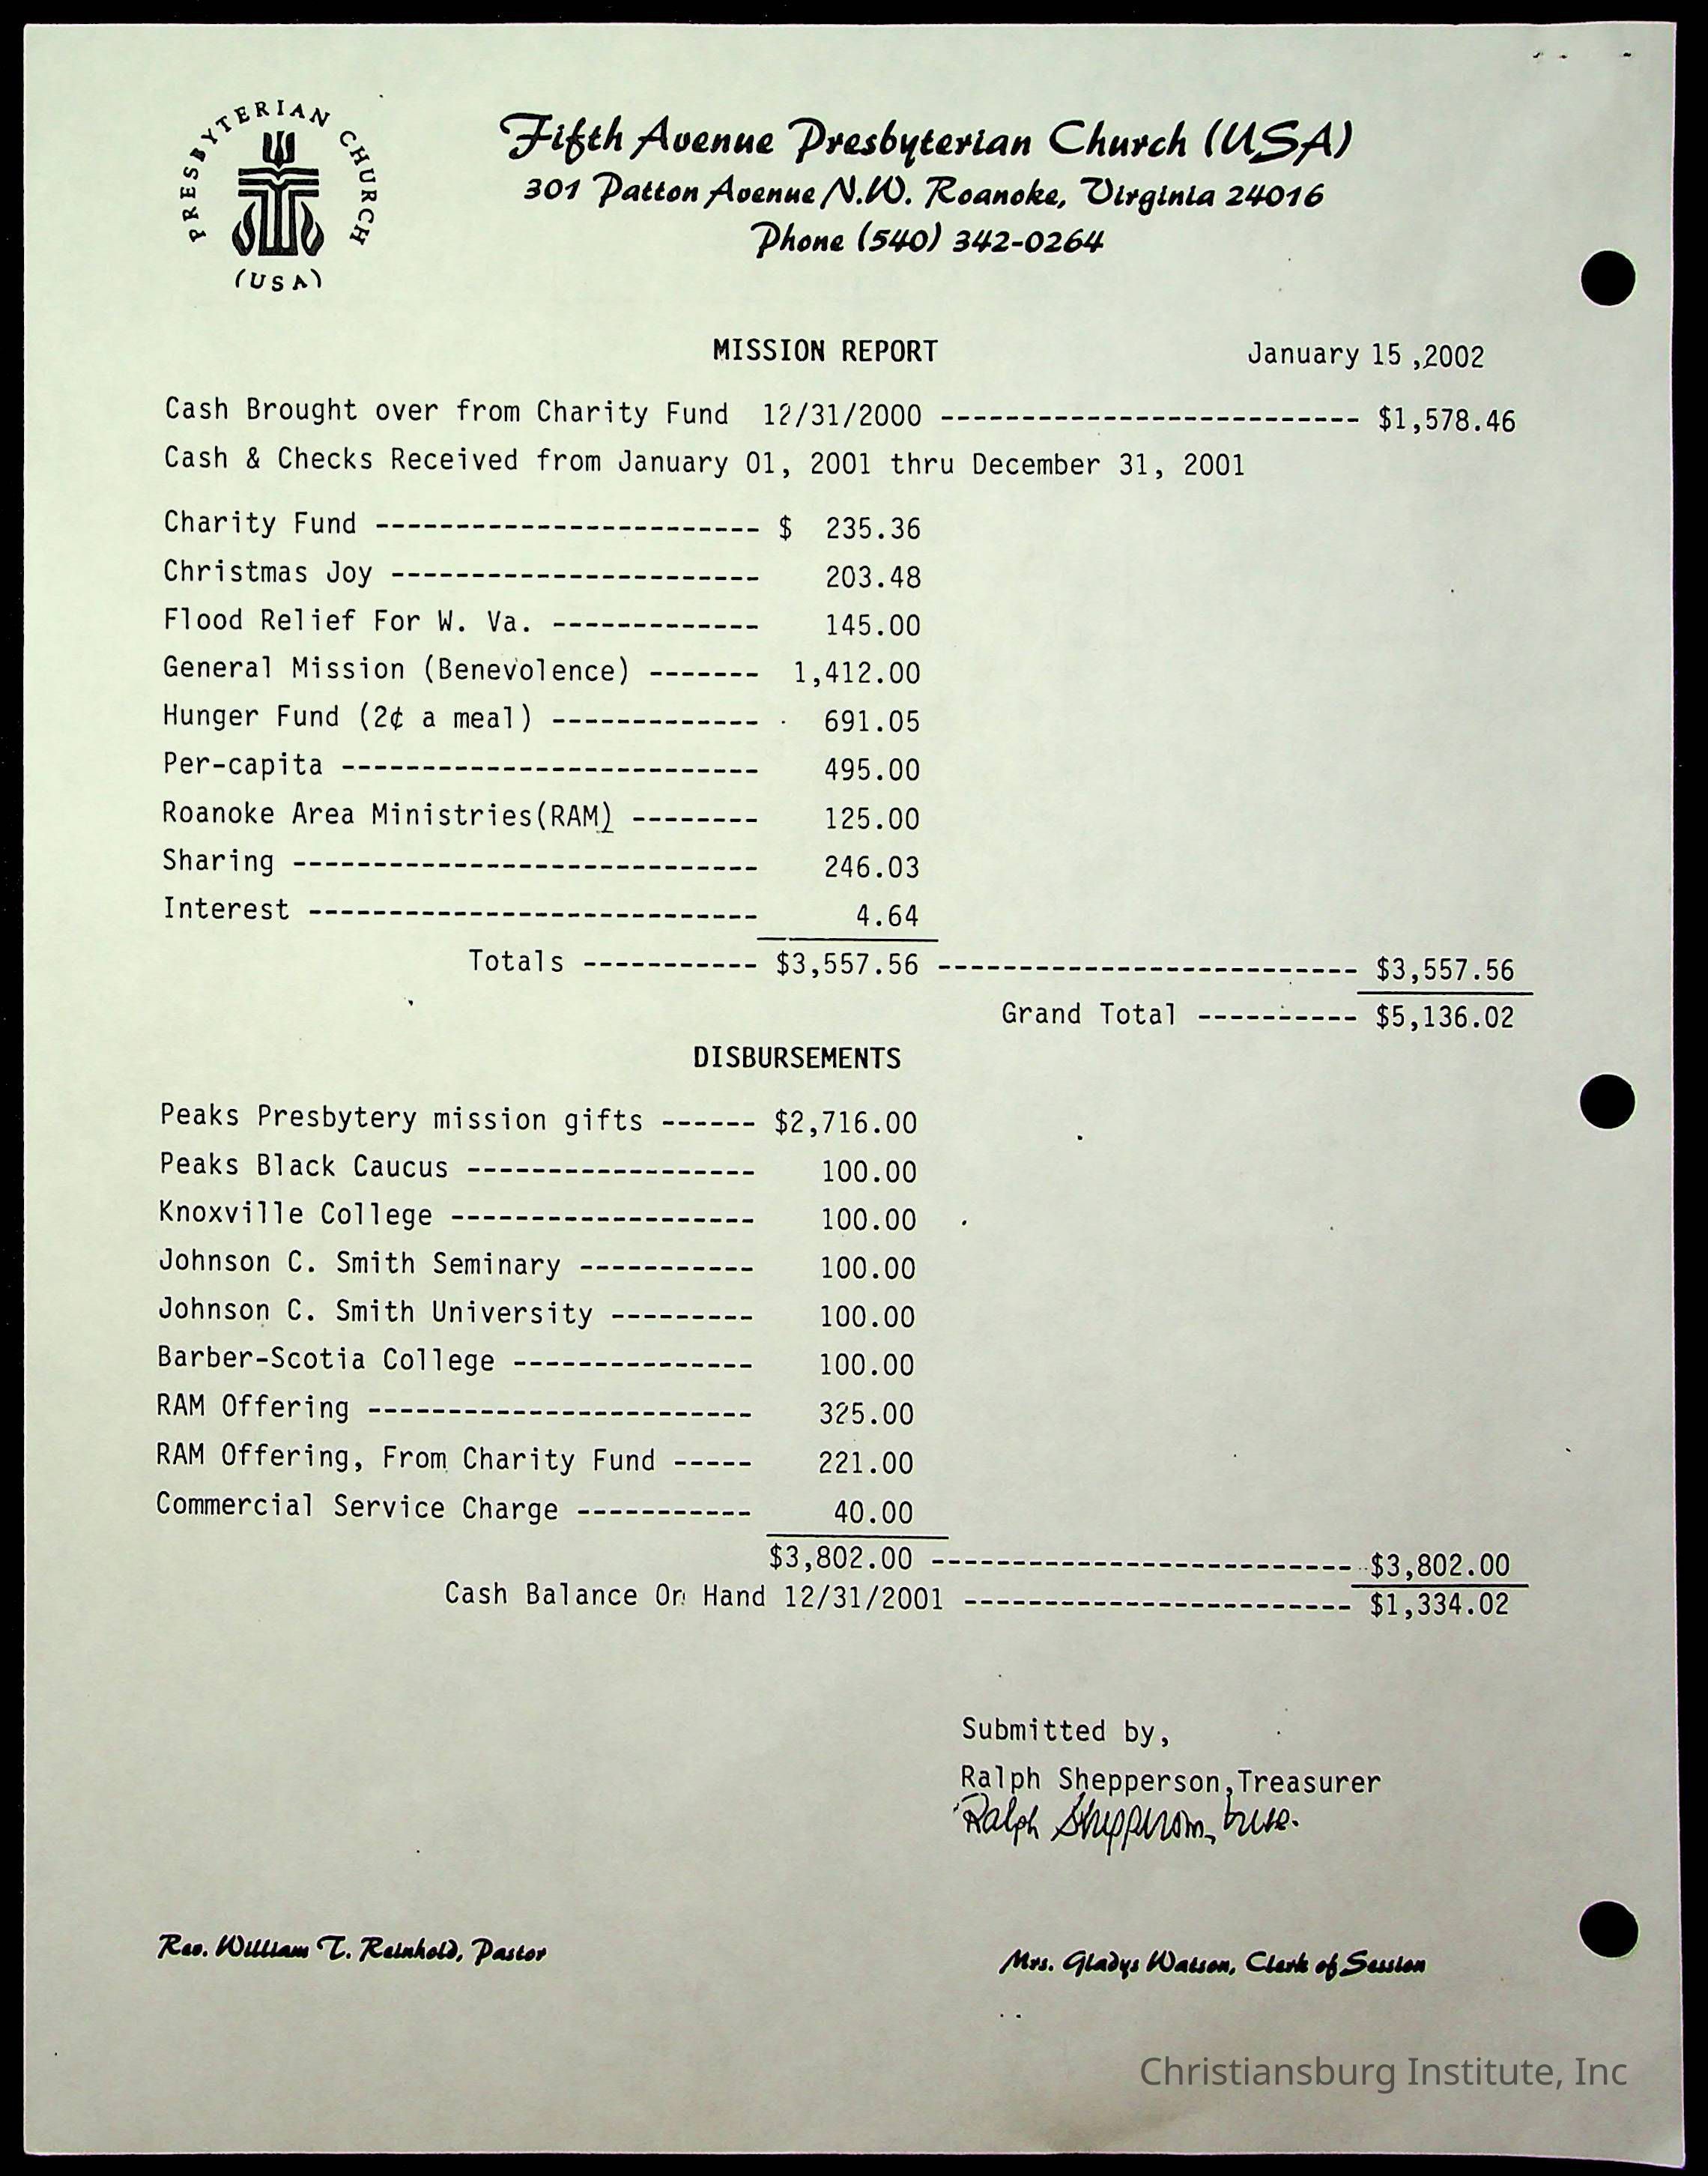 PRESBYTERIAN CHURCH
(USA)
Fifth Avenue Presbyterian Church (USA)
301 Patton Avenue N.W. Roanoke, Virginia 24016
Phone (540) 342-0264
MISSION REPORT January 15 ,2002
Cash Brought over from Charity Fund 12/31/2000 -------------------------- $1,578.46
Cash & Checks Received from January 01, 2001 thru December 31, 2001
Charity Fund ------------------------ $ 235.36
Christmas Joy ----------------------- 203.48
Flood Relief For W. Va. ------------- 145.00
General Mission (Benevolence) ------- 1,412.00
Hunger Fund (2¢ a meal) ------------- 691.05
Per-capita -------------------------- 495.00
Roanoke Area Ministries(RAM) -------- 125.00
Sharing ----------------------------- 246.03
Interest ---------------------------- 4.64
Totals ----------- $3,557.56 -------------------------- $3,557.56
Grand Total ---------- $5,136.02
DISBURSEMENTS
Peaks Presbytery mission gifts ------ $2,716.00
Peaks Black Caucus ------------------ 100.00
Knoxville College ------------------- 100.00
Johnson C. Smith Seminary ----------- 100.00
Johnson C. Smith University --------- 100.00
Barber-Scotia College --------------- 100.00
RAM Offering ------------------------ 325.00
RAM Offering, From Charity Fund ----- 221.00
Commercial Service Charge ----------- 40.00
$3,802.00 -------------------------- $3,802.00
Cash Balance On Hand 12/31/2001 ------------------------ $1,334.02
Submitted by,
Ralph Shepperson,Treasurer
Ralph Shepperson, trea.
Rev. William T. Reinhold, Pastor
Mrs. Gladys Watson, Clerk of Session
Christiansburg Institute, Inc